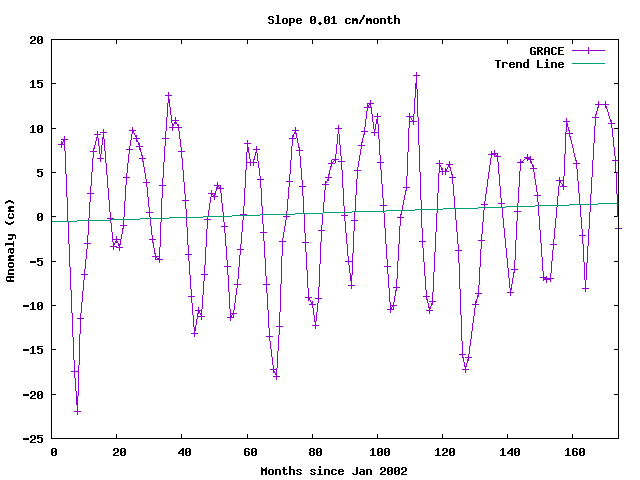 Slope 0.01 cm/month
GRACE
Trend Line
20
15
10
5
0
-5
-10
-15
-20
-25
Anomaly (cm)
0 20 40 60 80 100 120 140 160
Months since Jan 2002